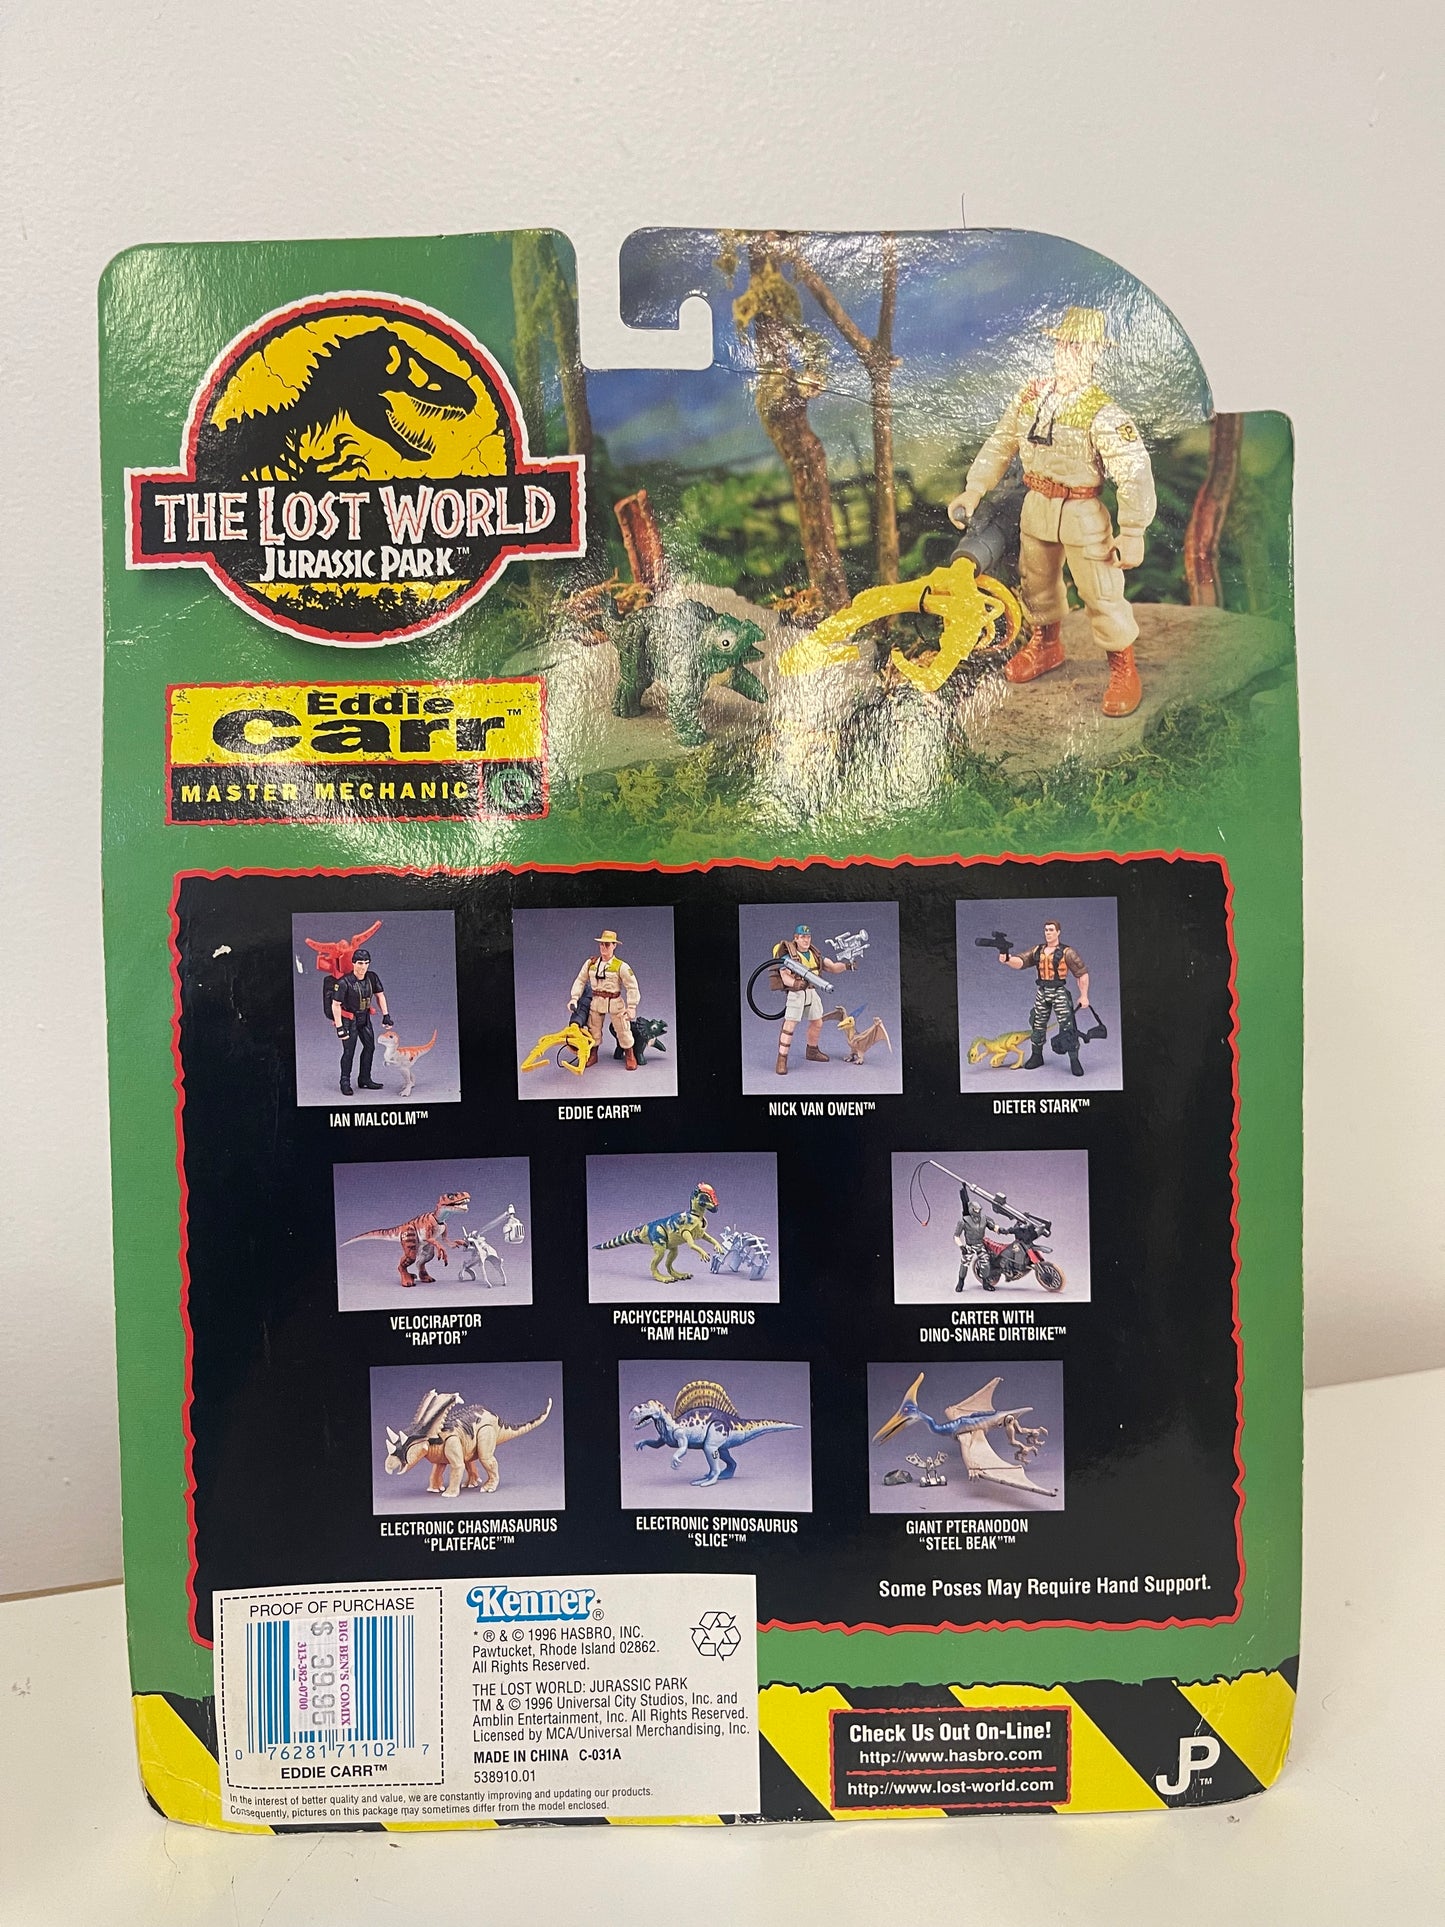 THE LOST WORLD
JURASSIC PARK™
Eddie
Carr™
MASTER MECHANIC
IAN MALCOLM™
EDDIE CARR™
NICK VAN OWEN™
DIETER STARK™
VELOCIRAPTOR
"RAPTOR"
PACHYCEPHALOSAURUS
"RAM HEAD"™
CARTER WITH
DINO-SNARE DIRTBIKE™
ELECTRONIC CHASMASAURUS
"PLATEFACE"™
ELECTRONIC SPINOSAURUS
"SLICE"™
GIANT PTERANODON
"STEEL BEAK"™
Some Poses May Require Hand Support.
PROOF OF PURCHASE
BIG BEN'S COMIX
313-382-0700
$ 39.95
0 76281 71102 7
EDDIE CARR™
Kenner*®
* ® & © 1996 HASBRO, INC.
Pawtucket, Rhode Island 02862.
All Rights Reserved.
THE LOST WORLD: JURASSIC PARK
TM & © 1996 Universal City Studios, Inc. and
Amblin Entertainment, Inc. All Rights Reserved.
Licensed by MCA/Universal Merchandising, Inc.
MADE IN CHINA C-031A
538910.01
In the interest of better quality and value, we are constantly improving and updating our products.
Consequently, pictures on this package may sometimes differ from the model enclosed.
Check Us Out On-Line!
http://www.hasbro.com
http://www.lost-world.com
JP™